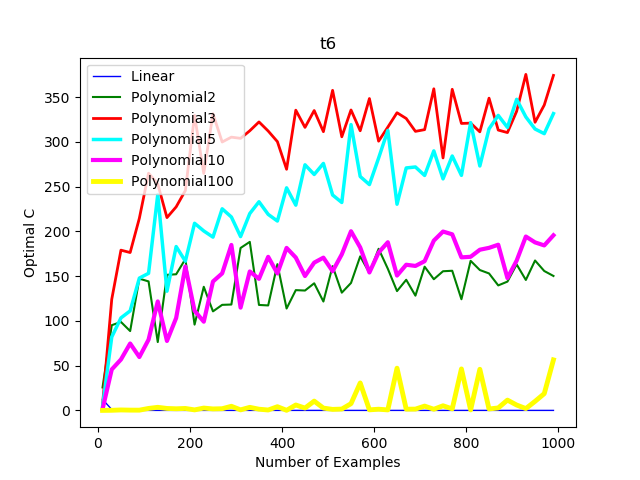 t6
Linear
Polynomial2
Polynomial3
Polynomial5
Polynomial10
Polynomial100
Optimal C
350
300
250
200
150
100
50
0
0 200 400 600 800 1000
Number of Examples